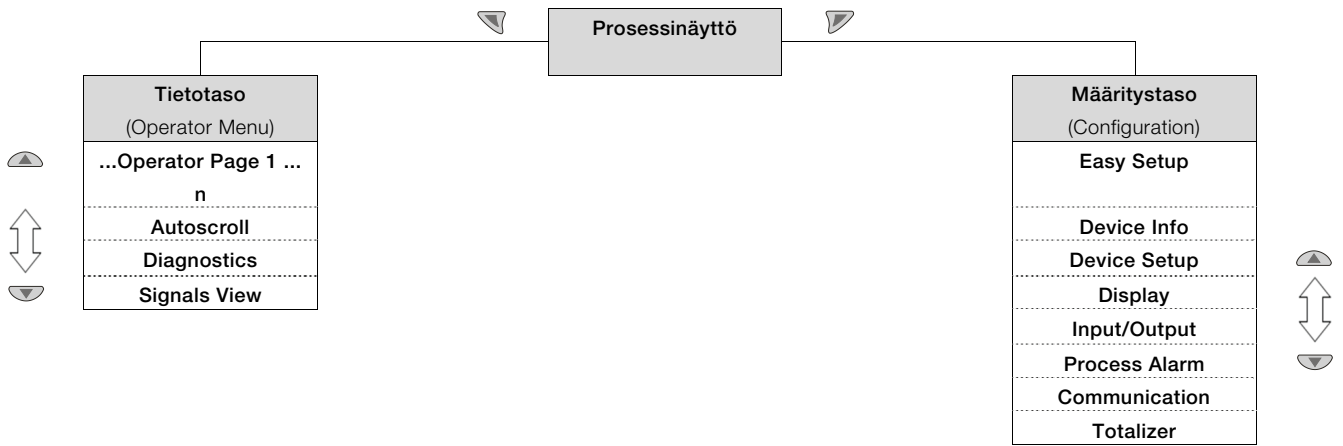 Prosessinäyttö
Tietotaso
(Operator Menu)
...Operator Page 1 ...
n
Autoscroll
Diagnostics
Signals View
Määritystaso
(Configuration)
Easy Setup
Device Info
Device Setup
Display
Input/Output
Process Alarm
Communication
Totalizer